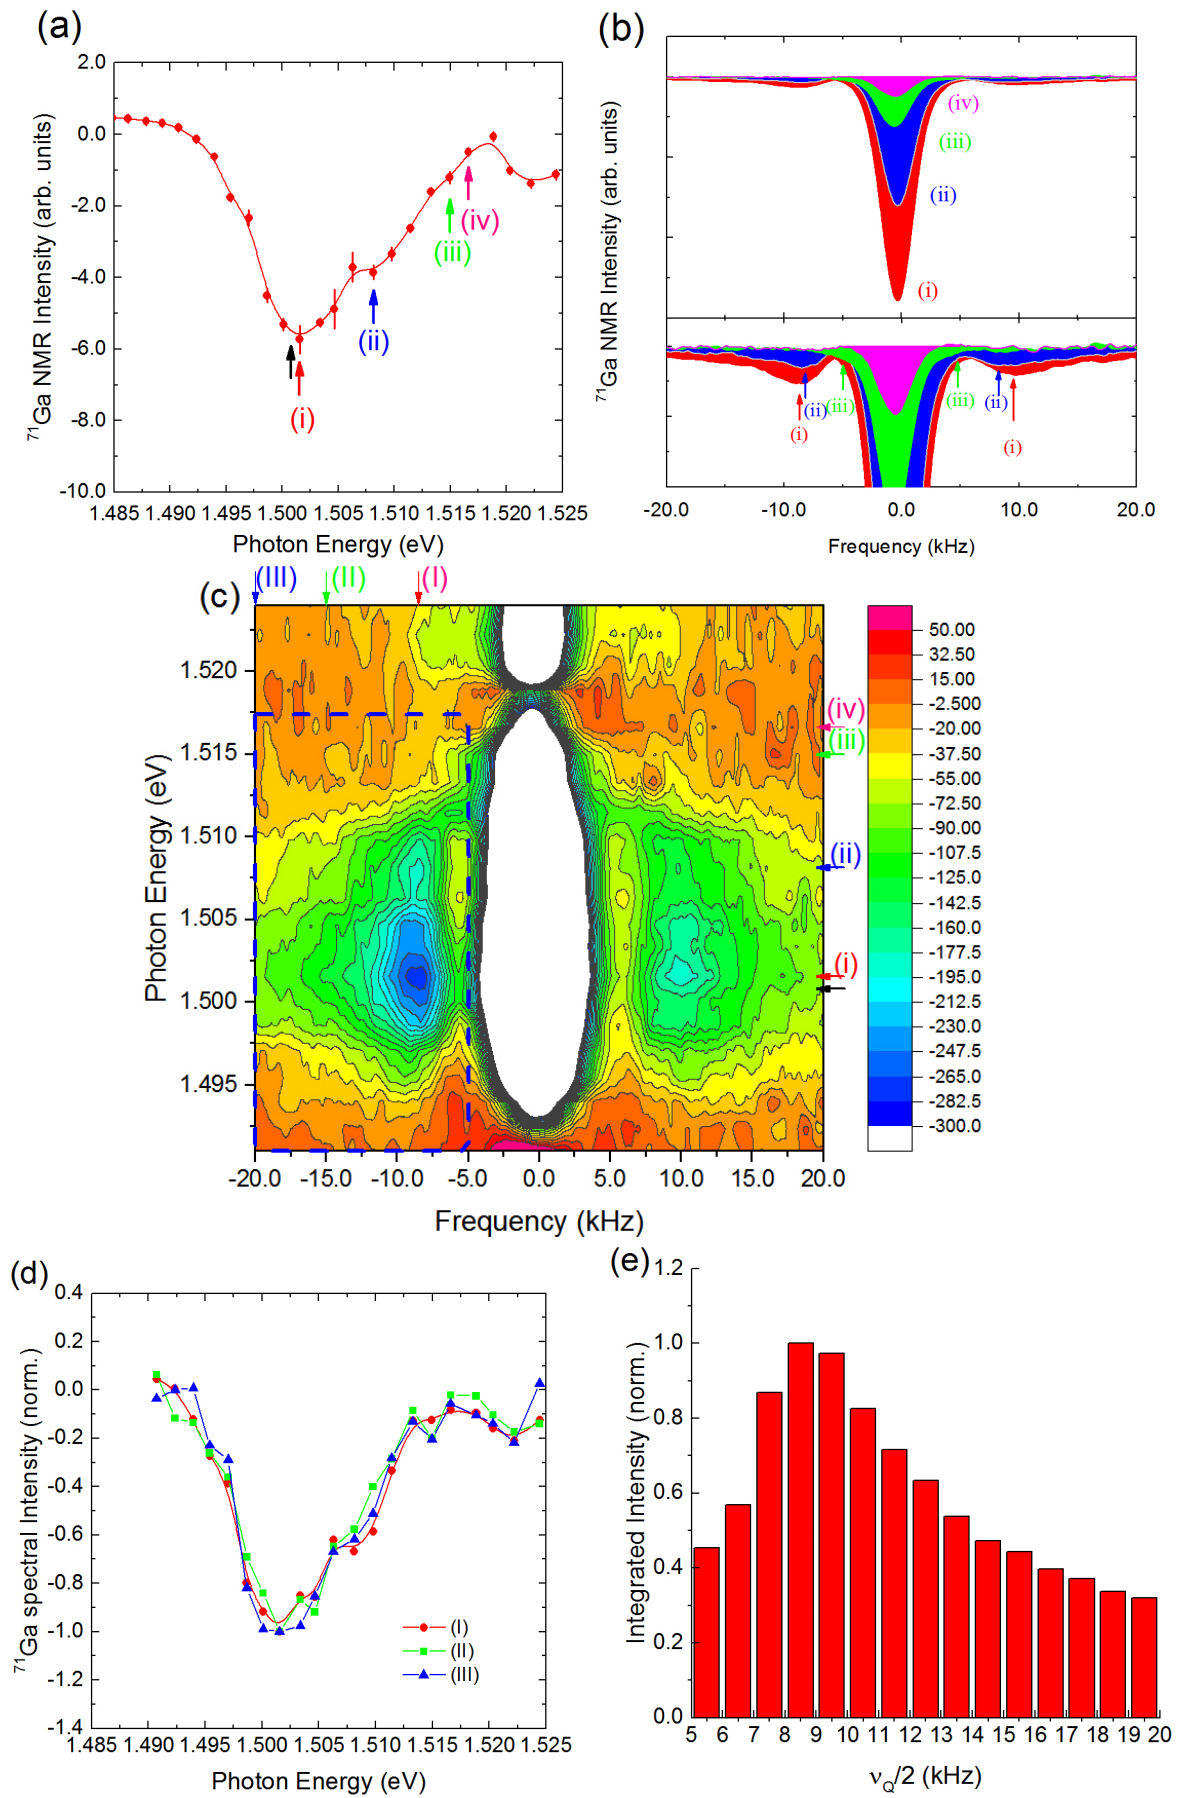 (a)
2.0
0.0
-2.0
-4.0
-6.0
-8.0
-10.0
⁷¹Ga NMR Intensity (arb. units)
(iv)
(iii)
(ii)
(i)
1.485 1.490 1.495 1.500 1.505 1.510 1.515 1.520 1.525
Photon Energy (eV)
(b)
⁷¹Ga NMR Intensity (arb. units)
(iv)
(iii)
(ii)
(i)
(ii) (iii) (iii) (ii)
(i) (i)
-20.0 -10.0 0.0 10.0 20.0
Frequency (kHz)
(c)
(III) (II) (I)
1.520
1.515
1.510
1.505
1.500
1.495
Photon Energy (eV)
(iv)
(iii)
(ii)
(i)
-20.0 -15.0 -10.0 -5.0 0.0 5.0 10.0 15.0 20.0
Frequency (kHz)
50.00
32.50
15.00
-2.500
-20.00
-37.50
-55.00
-72.50
-90.00
-107.5
-125.0
-142.5
-160.0
-177.5
-195.0
-212.5
-230.0
-247.5
-265.0
-282.5
-300.0
(d)
0.4
0.2
0.0
-0.2
-0.4
-0.6
-0.8
-1.0
-1.2
-1.4
⁷¹Ga spectral Intensity (norm.)
(I)
(II)
(III)
1.485 1.490 1.495 1.500 1.505 1.510 1.515 1.520 1.525
Photon Energy (eV)
(e)
1.2
1.0
0.8
0.6
0.4
0.2
0.0
Integrated Intensity (norm.)
5 6 7 8 9 10 11 12 13 14 15 16 17 18 19 20
ν_Q/2 (kHz)